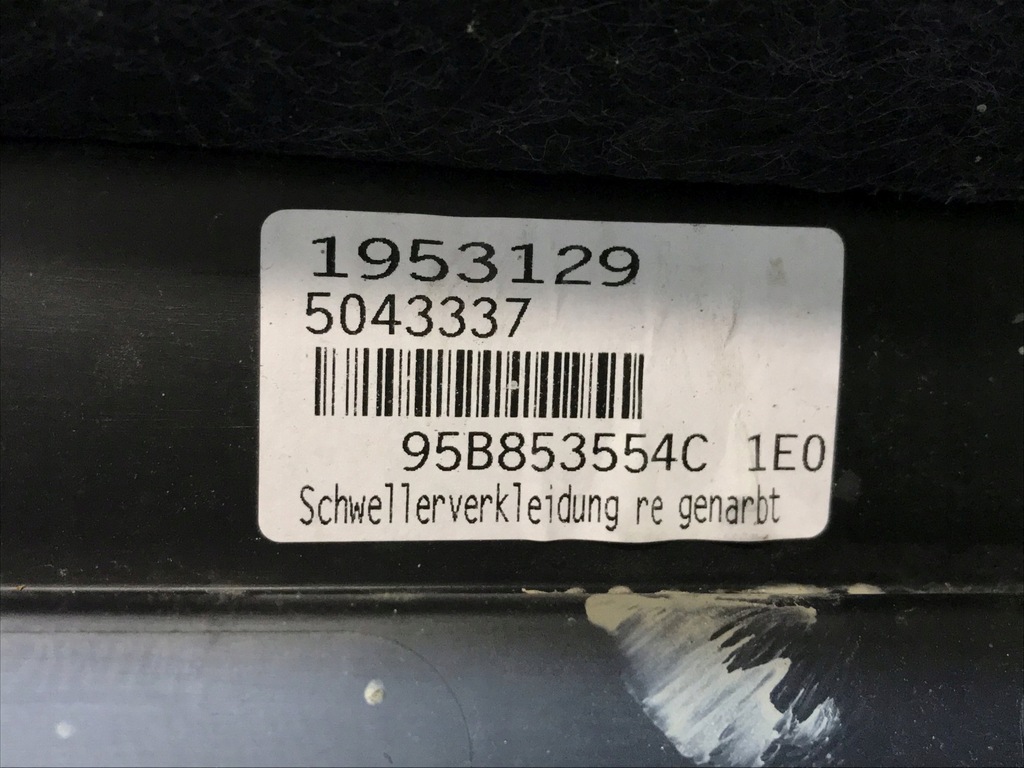 1953129
5043337
95B853554C 1E0
Schwellerverkleidung re genarbt